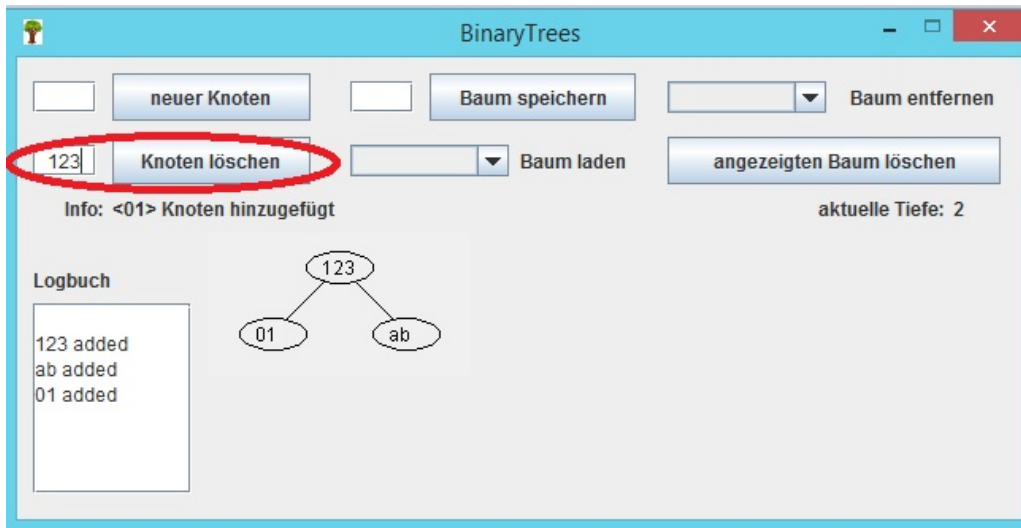 BinaryTrees
neuer Knoten Baum speichern Baum entfernen
123 Knoten löschen Baum laden angezeigten Baum löschen
Info: <01> Knoten hinzugefügt aktuelle Tiefe: 2
Logbuch
123 added
ab added
01 added
123
01 ab